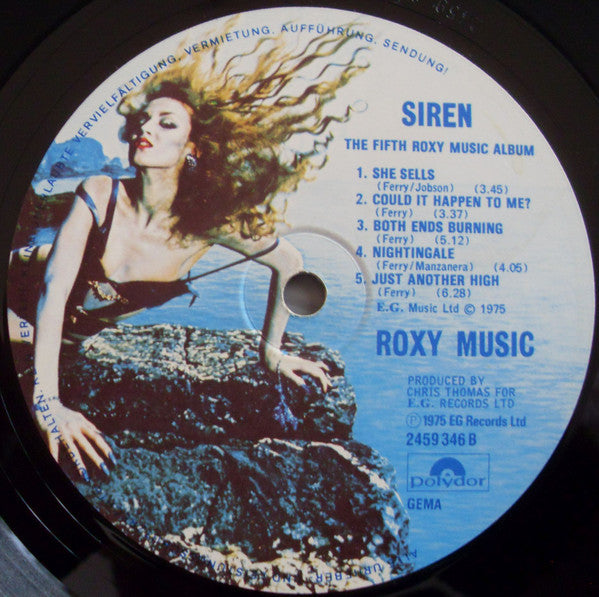 LAUBTE VERVIELFÄLTIGUNG, VERMIETUNG, AUFFÜHRUNG, SENDUNG!
SIREN
THE FIFTH ROXY MUSIC ALBUM
1. SHE SELLS
(Ferry/Jobson) (3.45)
2. COULD IT HAPPEN TO ME?
(Ferry) (3.37)
3. BOTH ENDS BURNING
(Ferry) (5.12)
4. NIGHTINGALE
(Ferry/Manzanera) (4.05)
5. JUST ANOTHER HIGH
(Ferry) (6.28)
E.G. Music Ltd © 1975
ROXY MUSIC
PRODUCED BY
CHRIS THOMAS FOR
E.G. RECORDS LTD
℗ 1975 EG Records Ltd
2459 346 B
polydor
GEMA